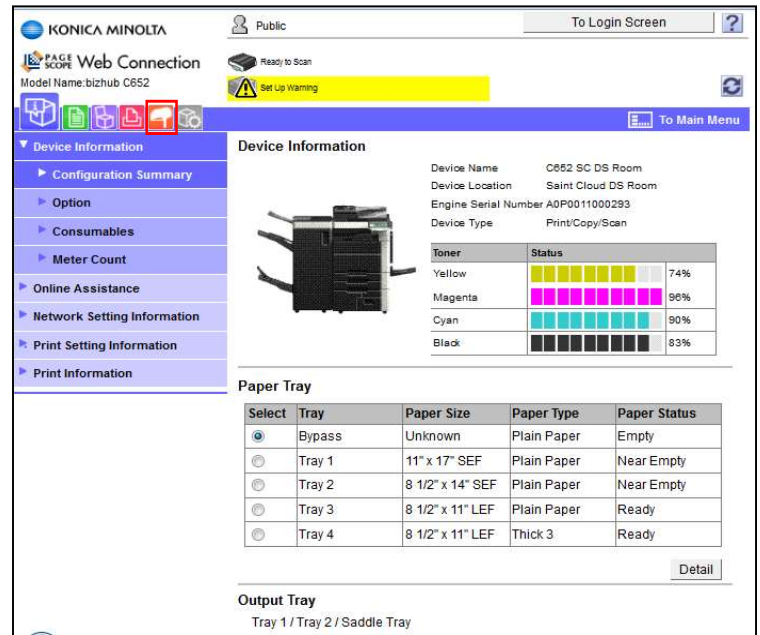 KONICA MINOLTA
Public
To Login Screen
?
PAGE SCOPE Web Connection
Ready to Scan
Model Name:bizhub C652
Set Up Warning
To Main Menu
Device Information
Configuration Summary
Option
Consumables
Meter Count
Online Assistance
Network Setting Information
Print Setting Information
Print Information
Device Information
Device Name C652 SC DS Room
Device Location Saint Cloud DS Room
Engine Serial Number A0P0011000293
Device Type Print/Copy/Scan
Toner Status
Yellow 74%
Magenta 96%
Cyan 90%
Black 83%
Paper Tray
Select Tray Paper Size Paper Type Paper Status
Bypass Unknown Plain Paper Empty
Tray 1 11" x 17" SEF Plain Paper Near Empty
Tray 2 8 1/2" x 14" SEF Plain Paper Near Empty
Tray 3 8 1/2" x 11" LEF Plain Paper Ready
Tray 4 8 1/2" x 11" LEF Thick 3 Ready
Detail
Output Tray
Tray 1 / Tray 2 / Saddle Tray